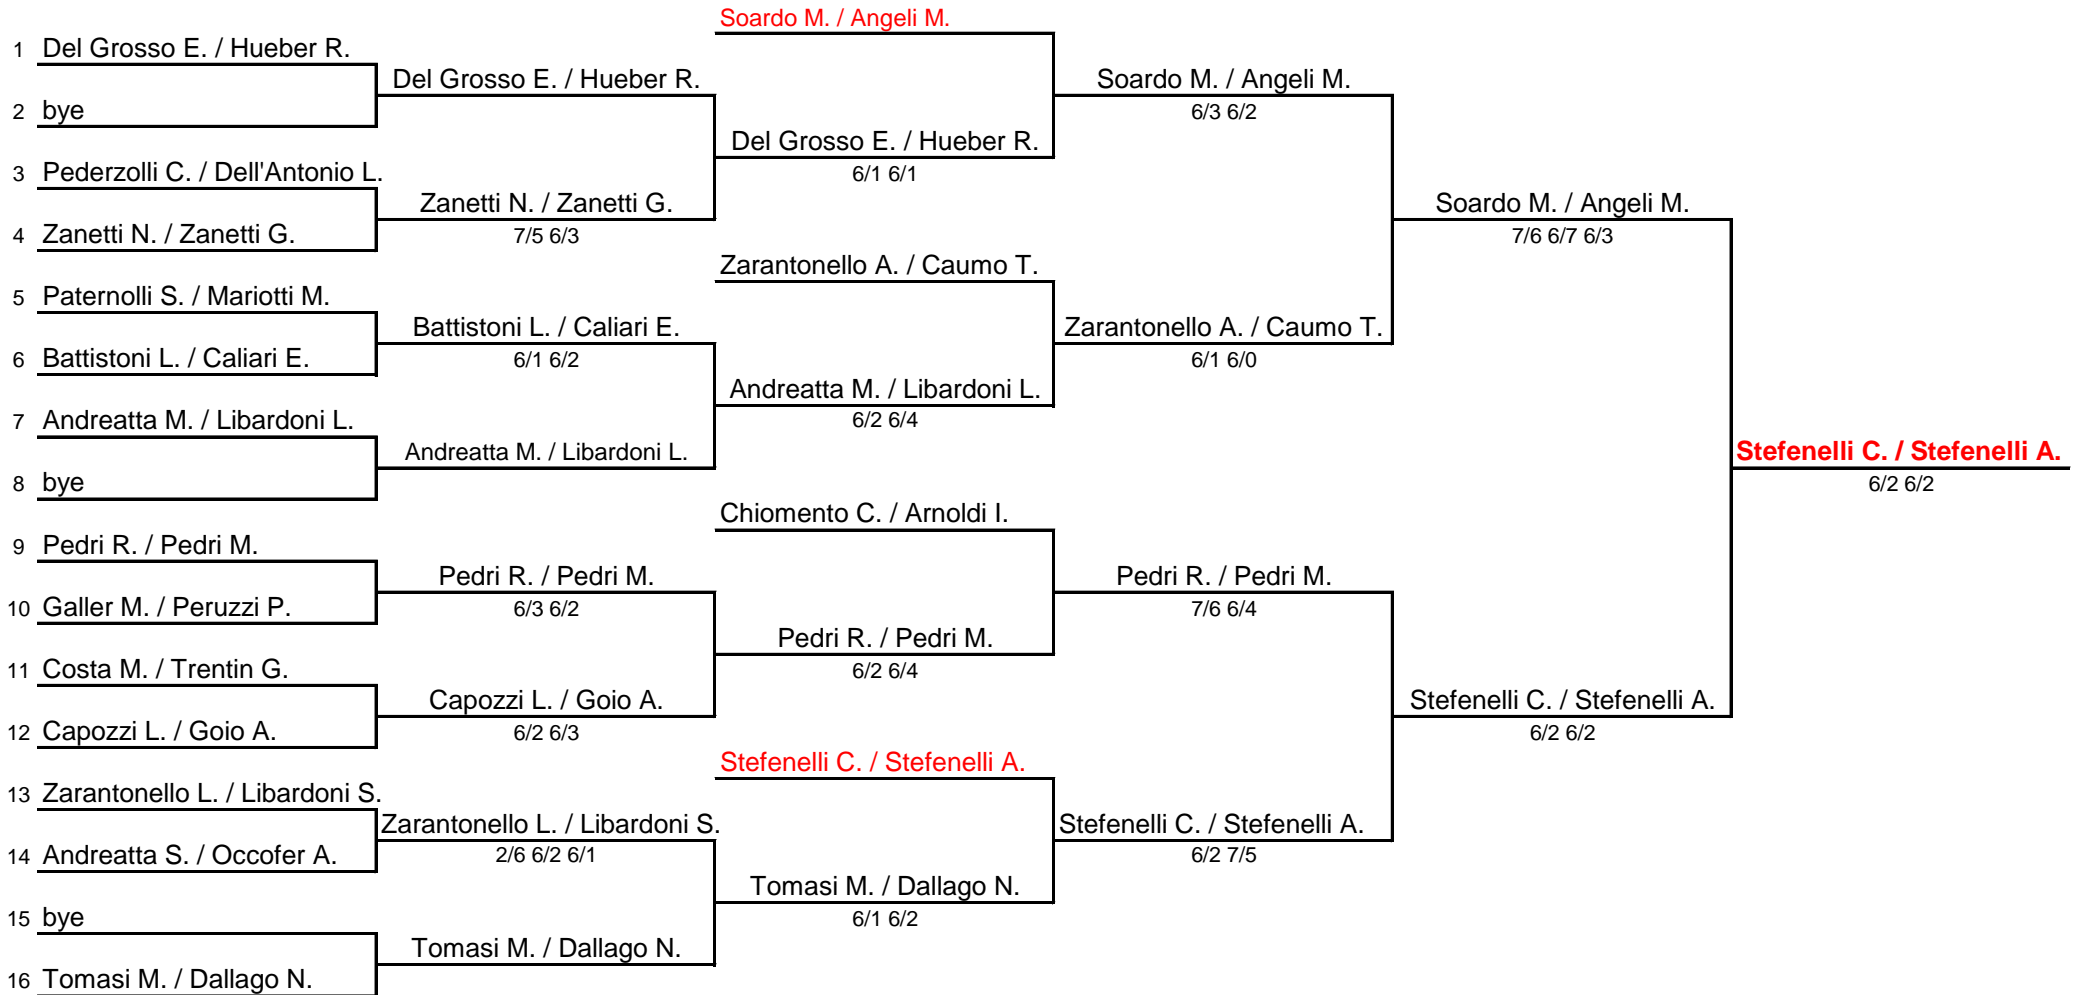 Soardo M. / Angeli M.
1 Del Grosso E. / Hueber R.
Del Grosso E. / Hueber R.
Soardo M. / Angeli M.
2 bye
6/3 6/2
Del Grosso E. / Hueber R.
3 Pederzolli C. / Dell'Antonio L.
6/1 6/1
Zanetti N. / Zanetti G.
Soardo M. / Angeli M.
4 Zanetti N. / Zanetti G.
7/5 6/3
7/6 6/7 6/3
Zarantonello A. / Caumo T.
5 Paternolli S. / Mariotti M.
Battistoni L. / Caliari E.
Zarantonello A. / Caumo T.
6 Battistoni L. / Caliari E.
6/1 6/2
6/1 6/0
Andreatta M. / Libardoni L.
7 Andreatta M. / Libardoni L.
6/2 6/4
Andreatta M. / Libardoni L.
Stefenelli C. / Stefenelli A.
8 bye
6/2 6/2
Chiomento C. / Arnoldi I.
9 Pedri R. / Pedri M.
Pedri R. / Pedri M.
Pedri R. / Pedri M.
10 Galler M. / Peruzzi P.
6/3 6/2
7/6 6/4
Pedri R. / Pedri M.
11 Costa M. / Trentin G.
6/2 6/4
Capozzi L. / Goio A.
Stefenelli C. / Stefenelli A.
12 Capozzi L. / Goio A.
6/2 6/3
6/2 6/2
Stefenelli C. / Stefenelli A.
13 Zarantonello L. / Libardoni S.
Zarantonello L. / Libardoni S.
Stefenelli C. / Stefenelli A.
14 Andreatta S. / Occofer A.
2/6 6/2 6/1
6/2 7/5
Tomasi M. / Dallago N.
15 bye
6/1 6/2
Tomasi M. / Dallago N.
16 Tomasi M. / Dallago N.